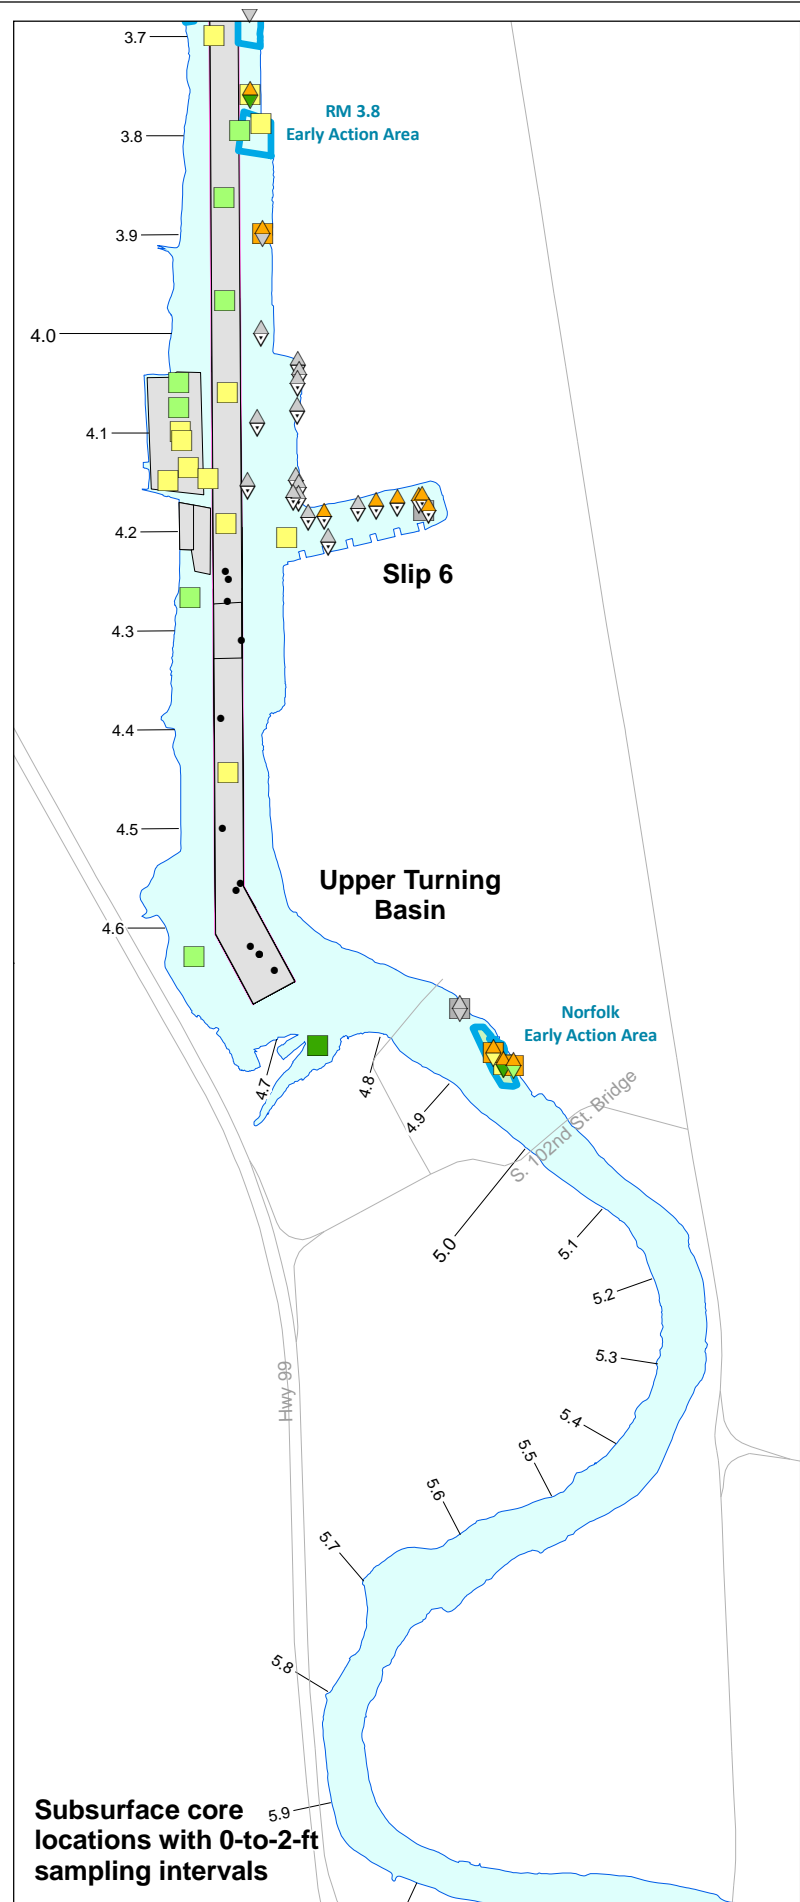 3.7
RM 3.8
Early Action Area
3.8
3.9
4.0
4.1
4.2
Slip 6
4.3
4.4
4.5
Upper Turning
Basin
4.6
Norfolk
Early Action Area
4.7
4.8
4.9
S. 102nd St. Bridge
5.0
5.1
5.2
5.3
Hwy 99
5.4
5.5
5.6
5.7
5.8
5.9
Subsurface core
locations with 0-to-2-ft
sampling intervals